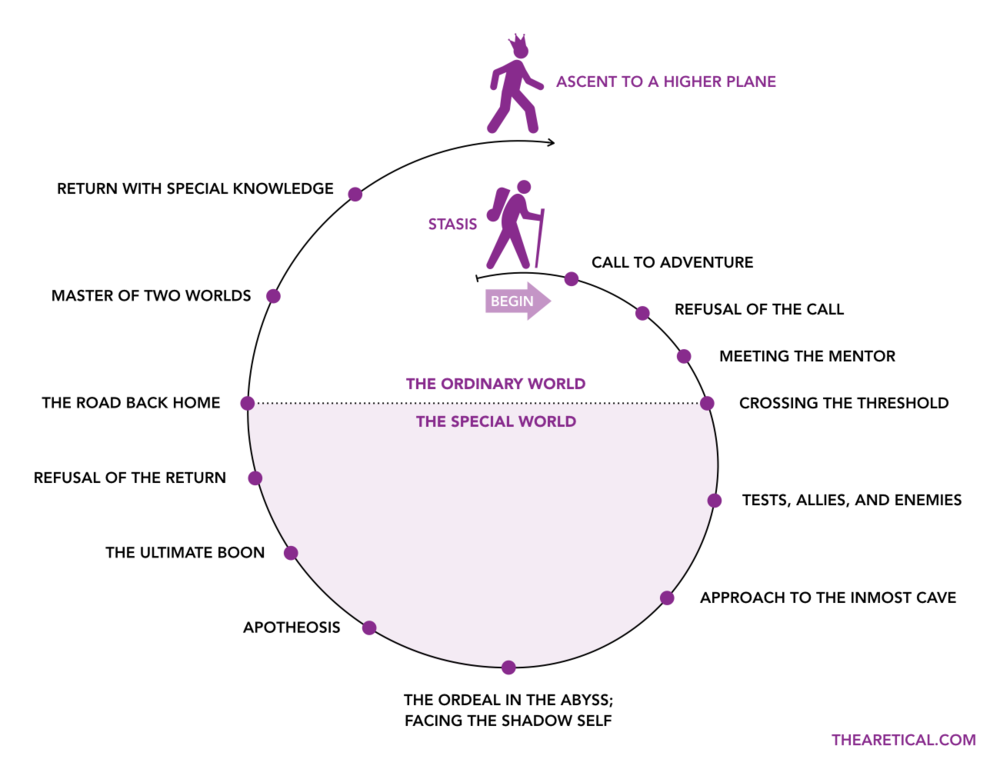 ASCENT TO A HIGHER PLANE
RETURN WITH SPECIAL KNOWLEDGE
STASIS
CALL TO ADVENTURE
MASTER OF TWO WORLDS
BEGIN
REFUSAL OF THE CALL
MEETING THE MENTOR
THE ORDINARY WORLD
THE ROAD BACK HOME
CROSSING THE THRESHOLD
THE SPECIAL WORLD
REFUSAL OF THE RETURN
TESTS, ALLIES, AND ENEMIES
THE ULTIMATE BOON
APPROACH TO THE INMOST CAVE
APOTHEOSIS
THE ORDEAL IN THE ABYSS;
FACING THE SHADOW SELF
THEARETICAL.COM